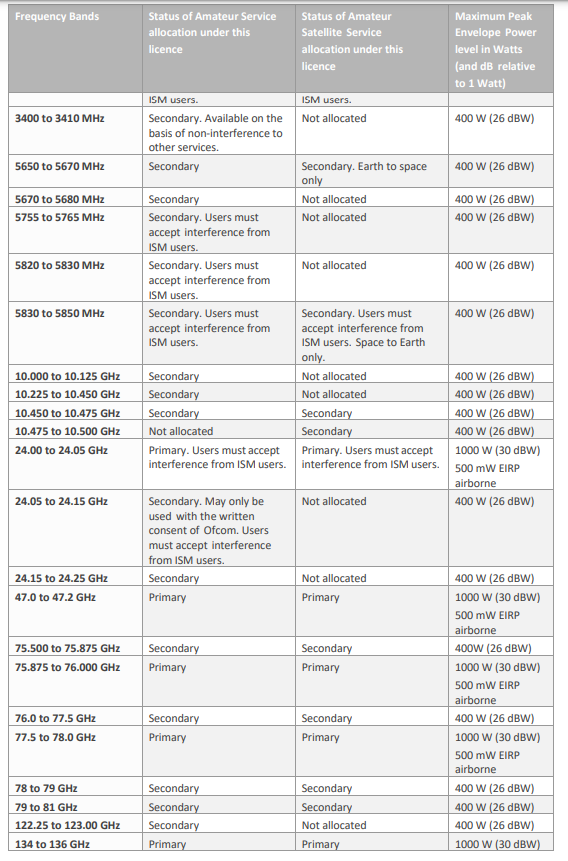 Frequency Bands Status of Amateur Service Status of Amateur Maximum Peak
allocation under this Satellite Service Envelope Power
licence allocation under this level in Watts
licence (and dB relative
to 1 Watt)
ISM users. ISM users.
3400 to 3410 MHz Secondary. Available on the Not allocated 400 W (26 dBW)
basis of non-interference to
other services.
5650 to 5670 MHz Secondary Secondary. Earth to space 400 W (26 dBW)
only
5670 to 5680 MHz Secondary Not allocated 400 W (26 dBW)
5755 to 5765 MHz Secondary. Users must Not allocated 400 W (26 dBW)
accept interference from
ISM users.
5820 to 5830 MHz Secondary. Users must Not allocated 400 W (26 dBW)
accept interference from
ISM users.
5830 to 5850 MHz Secondary. Users must Secondary. Users must 400 W (26 dBW)
accept interference from accept interference from
ISM users. ISM users. Space to Earth
only.
10.000 to 10.125 GHz Secondary Not allocated 400 W (26 dBW)
10.225 to 10.450 GHz Secondary Not allocated 400 W (26 dBW)
10.450 to 10.475 GHz Secondary Secondary 400 W (26 dBW)
10.475 to 10.500 GHz Not allocated Secondary 400 W (26 dBW)
24.00 to 24.05 GHz Primary. Users must accept Primary. Users must accept 1000 W (30 dBW)
interference from ISM users. interference from ISM users. 500 mW EIRP
airborne
24.05 to 24.15 GHz Secondary. May only be Not allocated 400 W (26 dBW)
used with the written
consent of Ofcom. Users
must accept interference
from ISM users.
24.15 to 24.25 GHz Secondary Not allocated 400 W (26 dBW)
47.0 to 47.2 GHz Primary Primary 1000 W (30 dBW)
500 mW EIRP
airborne
75.500 to 75.875 GHz Secondary Secondary 400W (26 dBW)
75.875 to 76.000 GHz Primary Primary 1000 W (30 dBW)
500 mW EIRP
airborne
76.0 to 77.5 GHz Secondary Secondary 400 W (26 dBW)
77.5 to 78.0 GHz Primary Primary 1000 W (30 dBW)
500 mW EIRP
airborne
78 to 79 GHz Secondary Secondary 400 W (26 dBW)
79 to 81 GHz Secondary Secondary 400 W (26 dBW)
122.25 to 123.00 GHz Secondary Not allocated 400 W (26 dBW)
134 to 136 GHz Primary Primary 1000 W (30 dBW)